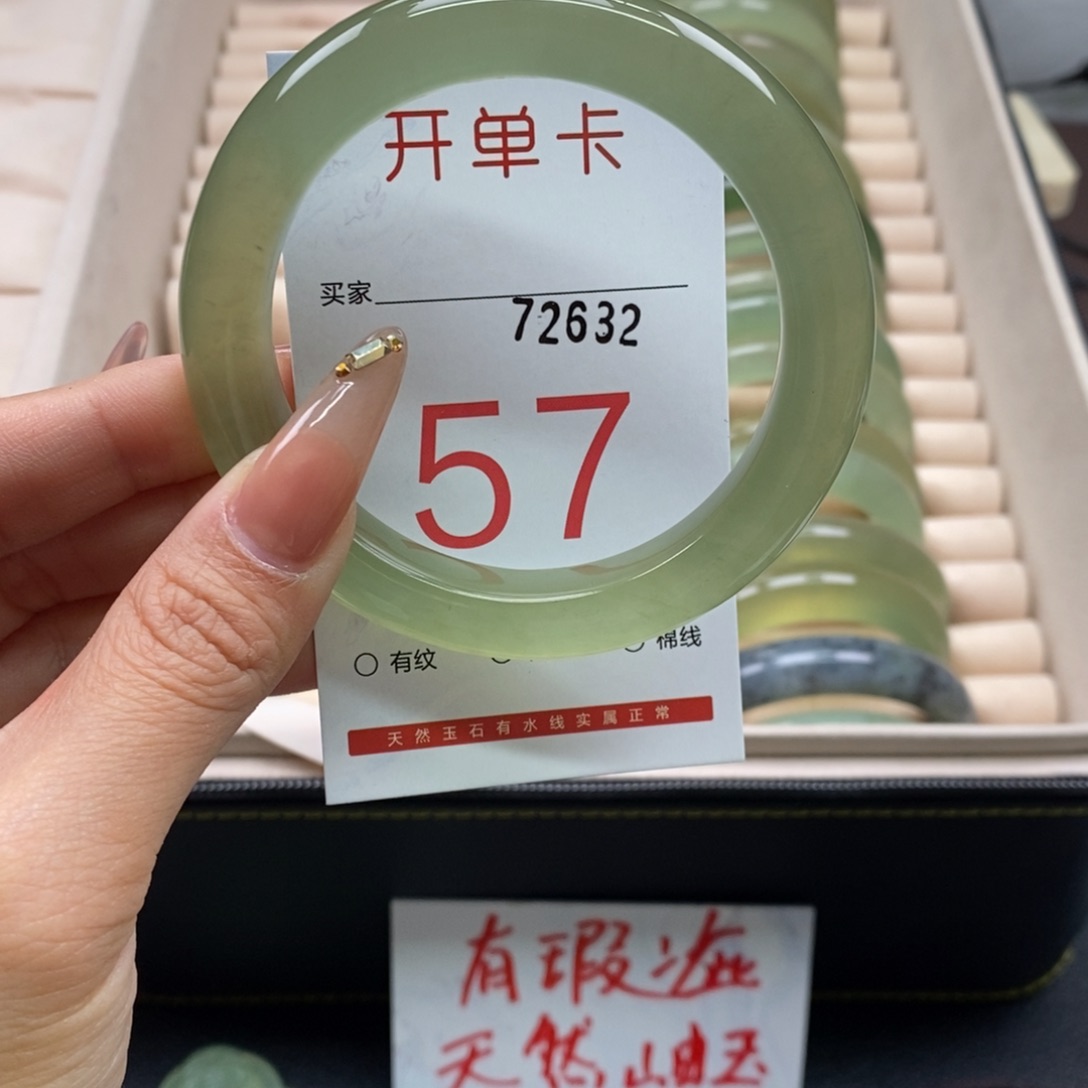 开单卡
买家
72632
57
有纹
棉线
天然玉石有水线实属正常
有瑕疵
天然岫玉